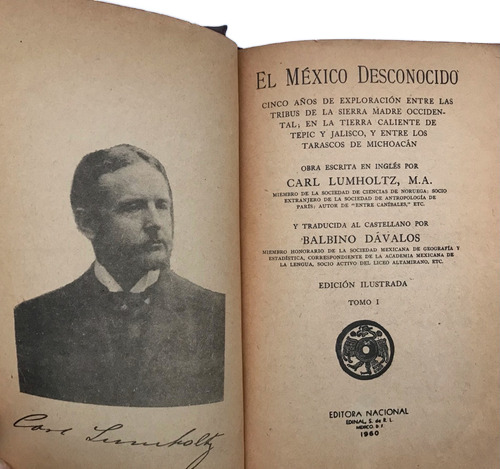 Carl Lumholtz
EL MÉXICO DESCONOCIDO
CINCO AÑOS DE EXPLORACIÓN ENTRE LAS
TRIBUS DE LA SIERRA MADRE OCCIDEN-
TAL; EN LA TIERRA CALIENTE DE
TEPIC Y JALISCO, Y ENTRE LOS
TARASCOS DE MICHOACÁN
OBRA ESCRITA EN INGLÉS POR
CARL LUMHOLTZ, M.A.
MIEMBRO DE LA SOCIEDAD DE CIENCIAS DE NORUEGA; SOCIO
EXTRANJERO DE LA SOCIEDAD DE ANTROPOLOGÍA DE
PARÍS; AUTOR DE "ENTRE CANÍBALES," ETC.
Y TRADUCIDA AL CASTELLANO POR
BALBINO DÁVALOS
MIEMBRO HONORARIO DE LA SOCIEDAD MEXICANA DE GEOGRAFÍA Y
ESTADÍSTICA, CORRESPONDIENTE DE LA ACADEMIA MEXICANA DE
LA LENGUA, SOCIO ACTIVO DEL LICEO ALTAMIRANO, ETC.
EDICIÓN ILUSTRADA
TOMO I
EDITORA NACIONAL
EDINAL, S. de R. L.
MEXICO, D. F.
1960